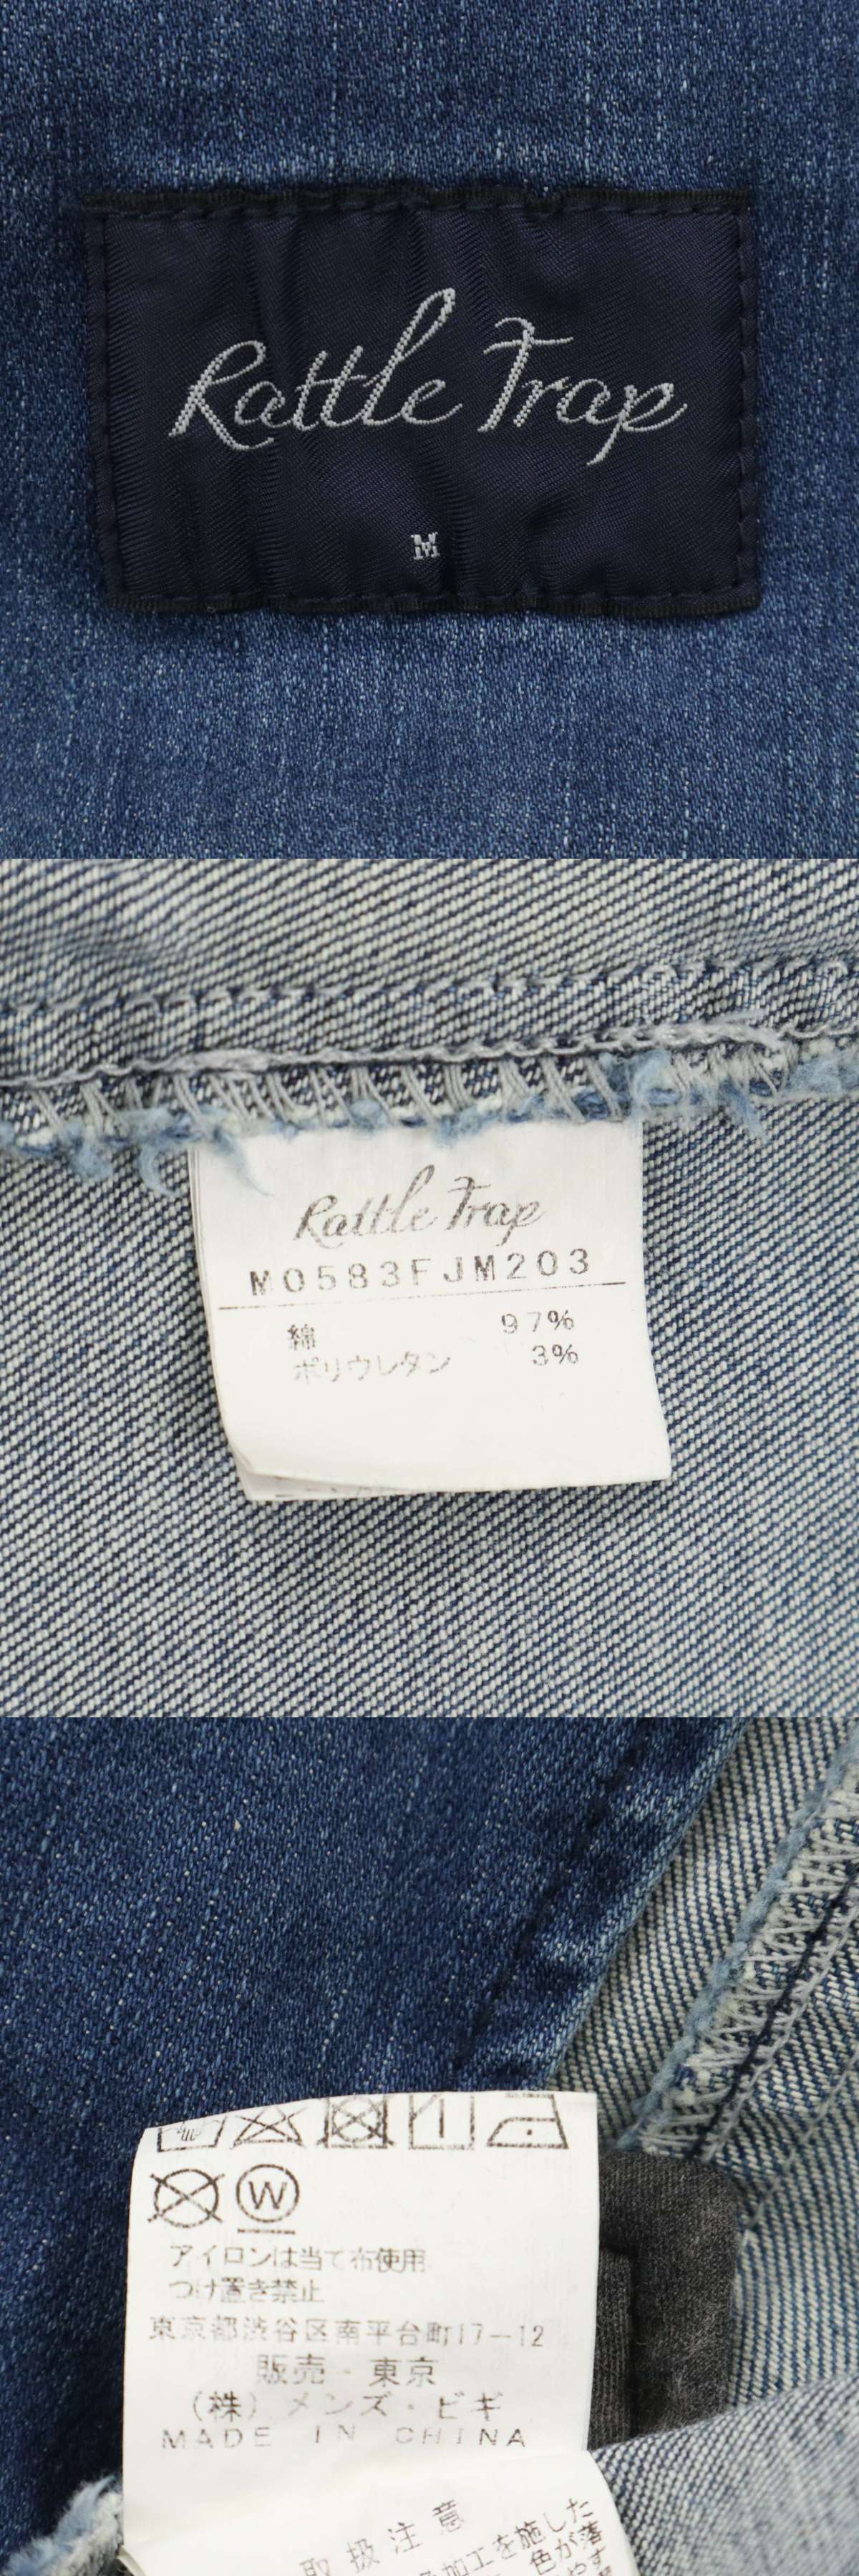 Rattle Trap
M
Rattle Trap
M0583FJM203
綿 97%
ポリウレタン 3%
W
アイロンは当て布使用
つけ置き禁止
東京都渋谷区南平台町17-12
販売・東京
(株)メンズ・ビギ
MADE IN CHINA
取扱注意
加工を施した
色が落